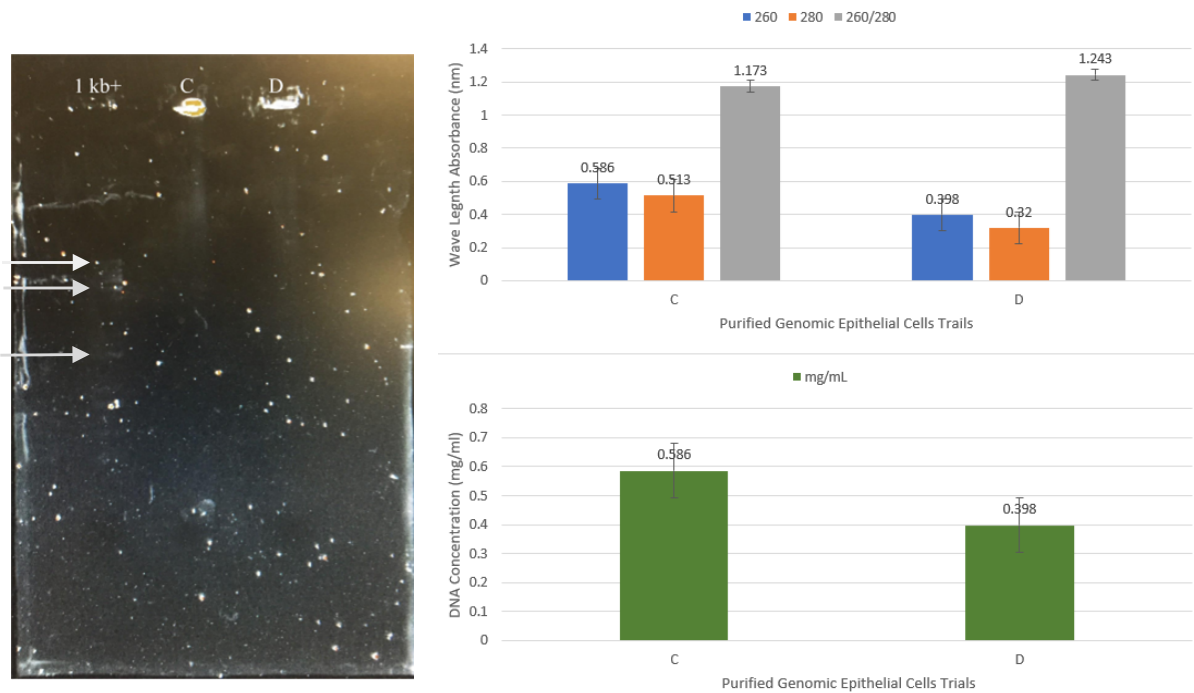 1 kb+ C D
260 280 260/280
Wave Legnth Absorbance (nm)
1.4
1.2
1
0.8
0.6
0.4
0.2
0
0.586
0.513
1.173
0.398
0.32
1.243
C D
Purified Genomic Epithelial Cells Trails
mg/mL
DNA Concentration (mg/ml)
0.8
0.7
0.6
0.5
0.4
0.3
0.2
0.1
0
0.586
0.398
C D
Purified Genomic Epithelial Cells Trials